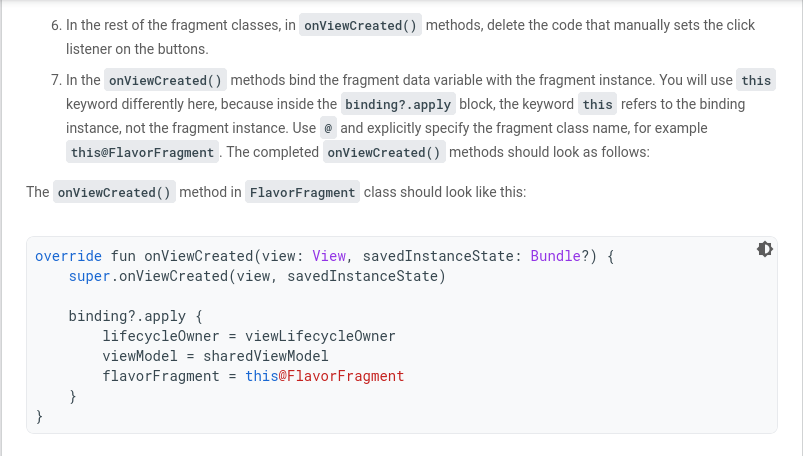 6. In the rest of the fragment classes, in onViewCreated() methods, delete the code that manually sets the click
listener on the buttons.
7. In the onViewCreated() methods bind the fragment data variable with the fragment instance. You will use this
keyword differently here, because inside the binding?.apply block, the keyword this refers to the binding
instance, not the fragment instance. Use @ and explicitly specify the fragment class name, for example
this@FlavorFragment. The completed onViewCreated() methods should look as follows:
The onViewCreated() method in FlavorFragment class should look like this:
override fun onViewCreated(view: View, savedInstanceState: Bundle?) {
    super.onViewCreated(view, savedInstanceState)
    binding?.apply {
        lifecycleOwner = viewLifecycleOwner
        viewModel = sharedViewModel
        flavorFragment = this@FlavorFragment
    }
}